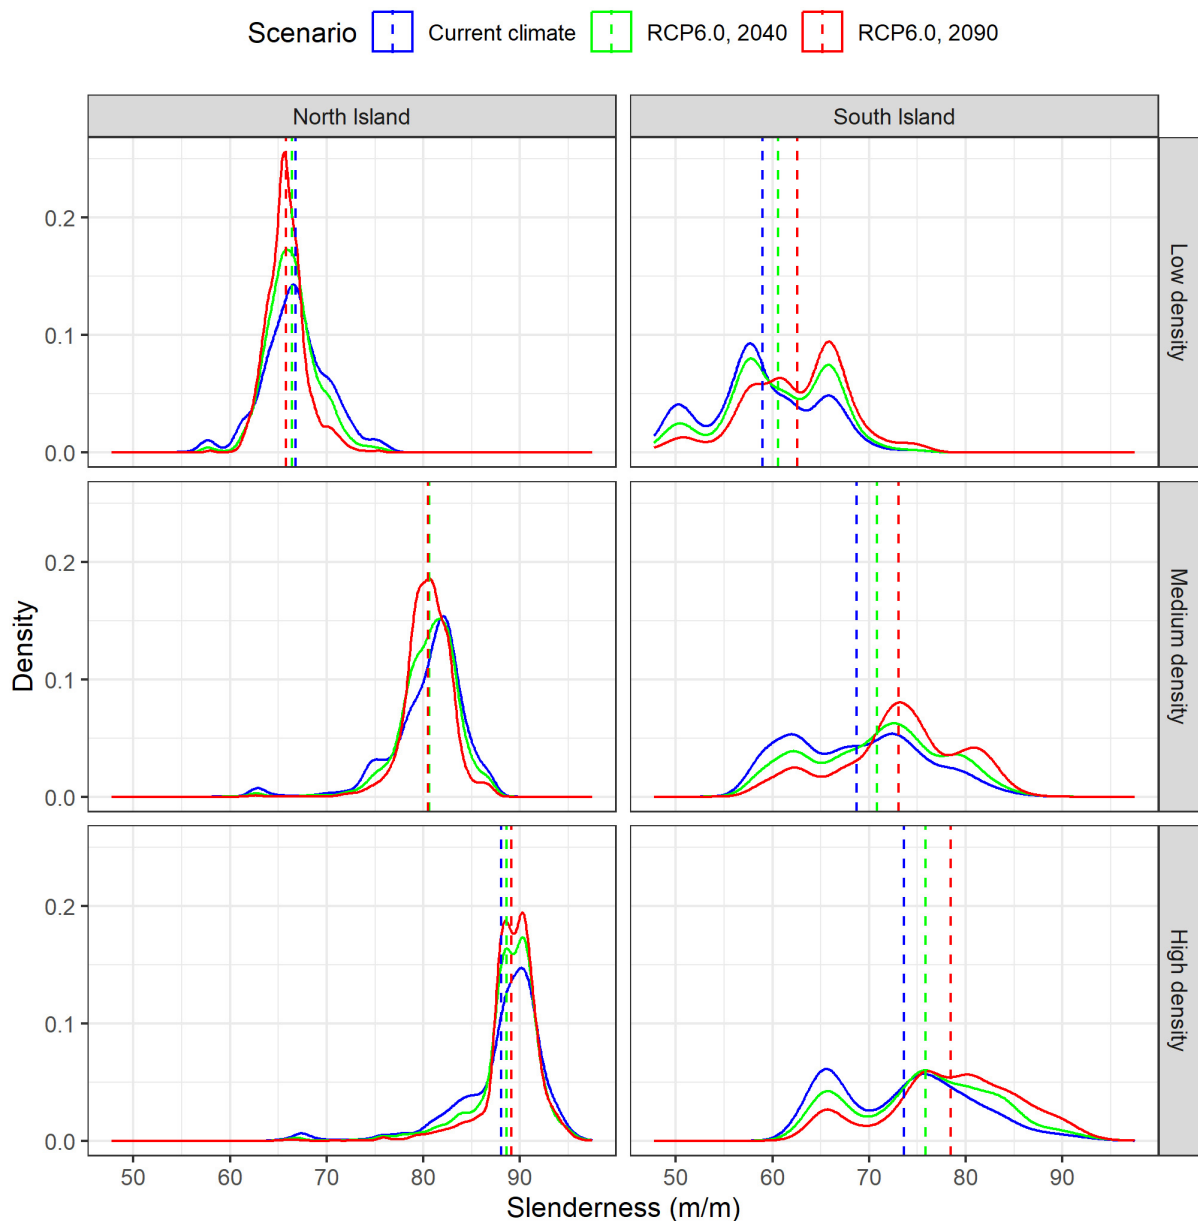 Scenario Current climate RCP6.0, 2040 RCP6.0, 2090
North Island South Island
0.2
0.1
0.0
Low density
0.2
0.1
0.0
Medium density
Density
0.2
0.1
0.0
High density
50 60 70 80 90 50 60 70 80 90
Slenderness (m/m)